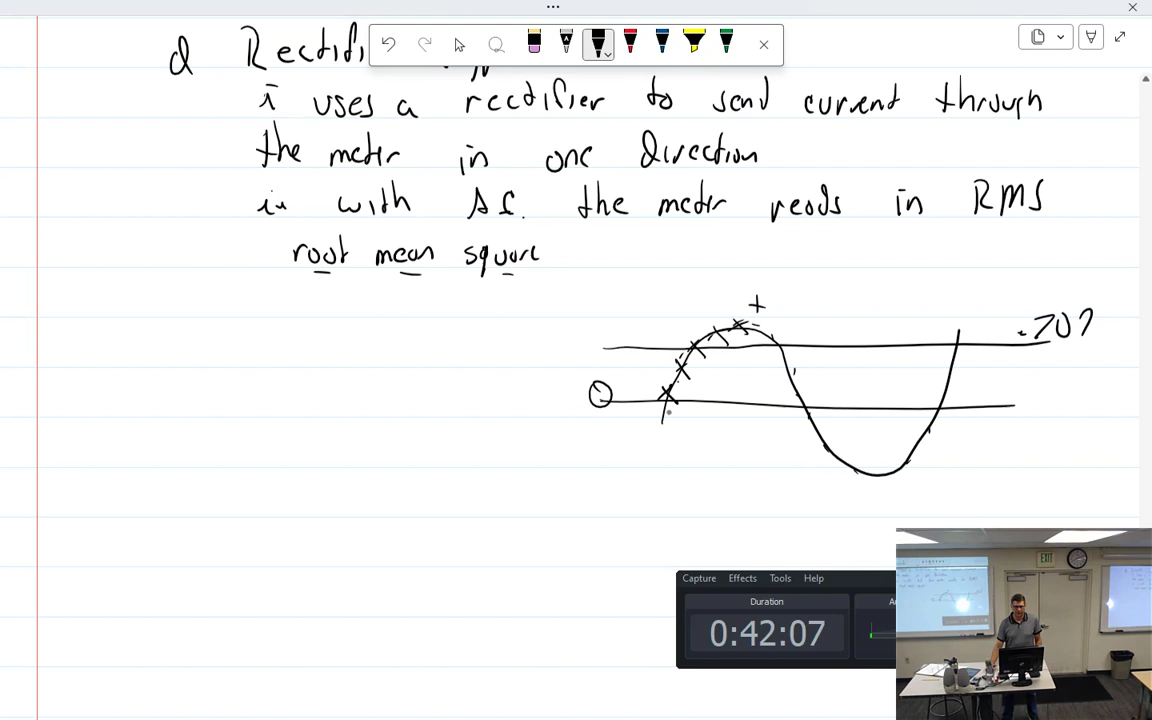 d Rectifi
i uses a rectifier to send current through
the meter in one direction
ii with AC. the meter reads in RMS
root mean square
+
.707
0
Capture Effects Tools Help
Duration
0:42:07
EXIT